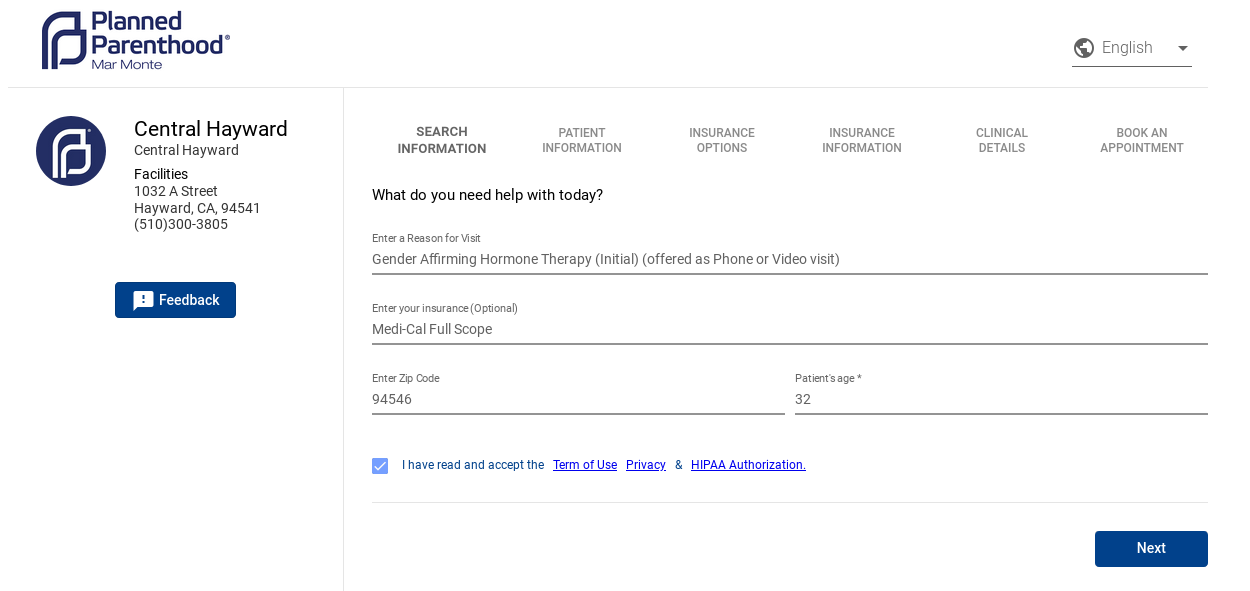 Planned
Parenthood®
Mar Monte
English
Central Hayward
Central Hayward
Facilities
1032 A Street
Hayward, CA, 94541
(510)300-3805
Feedback
SEARCH
INFORMATION
PATIENT
INFORMATION
INSURANCE
OPTIONS
INSURANCE
INFORMATION
CLINICAL
DETAILS
BOOK AN
APPOINTMENT
What do you need help with today?
Enter a Reason for Visit
Gender Affirming Hormone Therapy (Initial) (offered as Phone or Video visit)
Enter your insurance (Optional)
Medi-Cal Full Scope
Enter Zip Code
94546
Patient's age *
32
I have read and accept the Term of Use Privacy & HIPAA Authorization.
Next